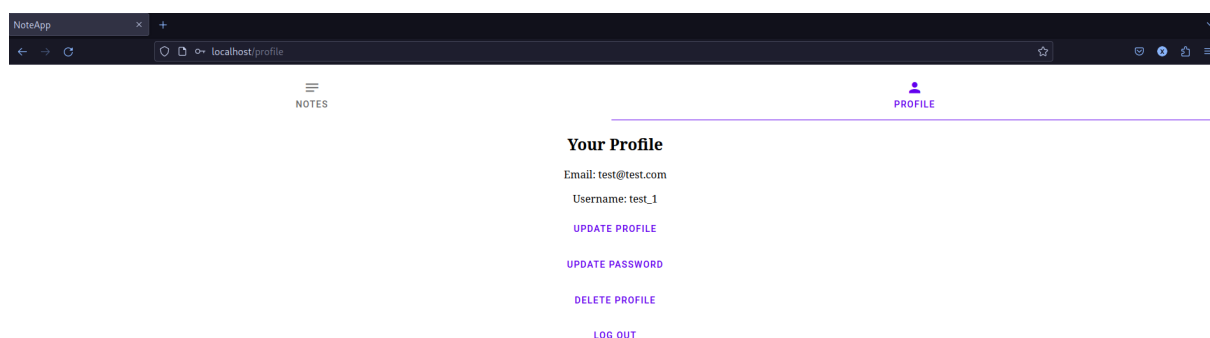 NoteApp
localhost/profile
NOTES
PROFILE
Your Profile
Email: test@test.com
Username: test_1
UPDATE PROFILE
UPDATE PASSWORD
DELETE PROFILE
LOG OUT